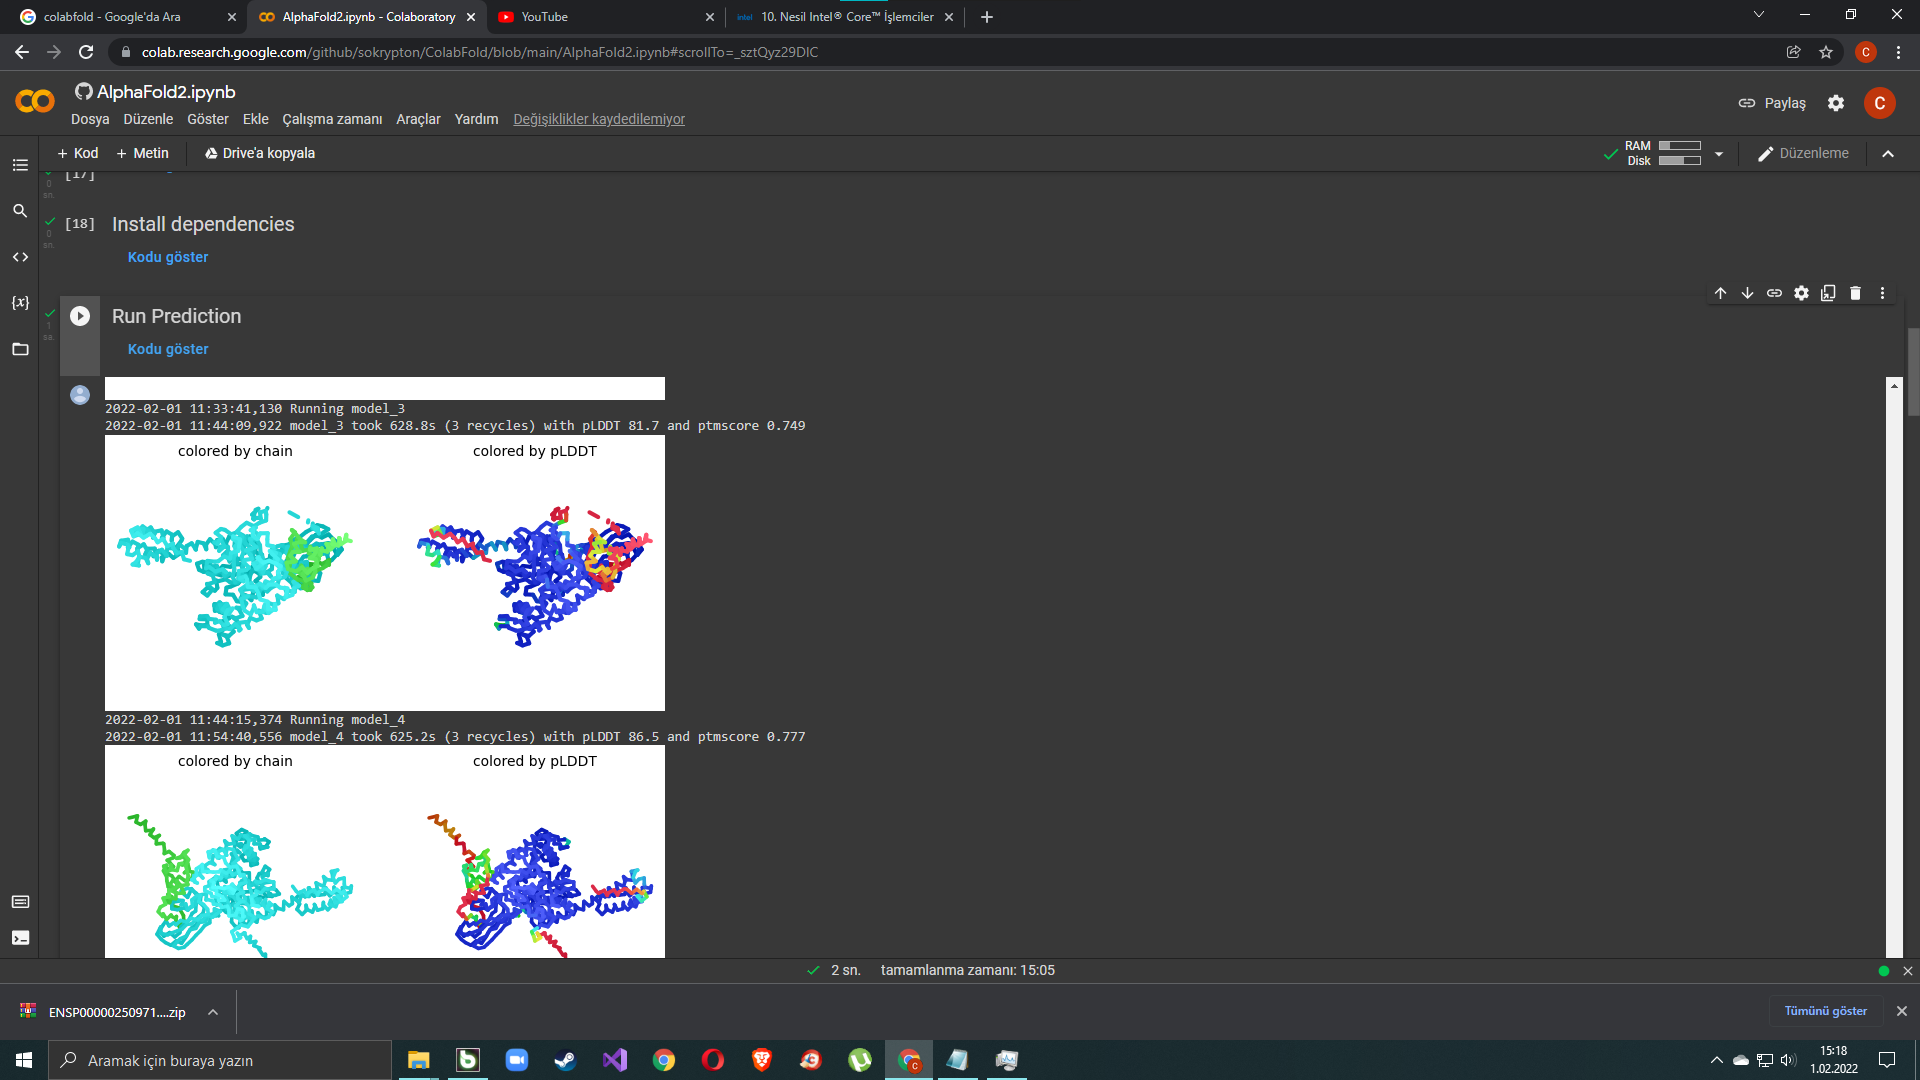 colabfold - Google'da Ara
AlphaFold2.ipynb - Colaboratory
YouTube
intel
10. Nesil Intel® Core™ İşlemciler
colab.research.google.com/github/sokrypton/ColabFold/blob/main/AlphaFold2.ipynb#scrollTo=_sztQyz29DIC
C
AlphaFold2.ipynb
Dosya Düzenle Göster Ekle Çalışma zamanı Araçlar Yardım Değişiklikler kaydedilemiyor
Paylaş
C
+ Kod + Metin Drive'a kopyala
RAM
Disk
Düzenleme
[17]
0
sn.
[18] Install dependencies
0
sn.
Kodu göster
Run Prediction
1
sa.
Kodu göster
2022-02-01 11:33:41,130 Running model_3
2022-02-01 11:44:09,922 model_3 took 628.8s (3 recycles) with pLDDT 81.7 and ptmscore 0.749
colored by chain colored by pLDDT
2022-02-01 11:44:15,374 Running model_4
2022-02-01 11:54:40,556 model_4 took 625.2s (3 recycles) with pLDDT 86.5 and ptmscore 0.777
colored by chain colored by pLDDT
2 sn. tamamlanma zamanı: 15:05
ENSP00000250971....zip
Tümünü göster
Aramak için buraya yazın
15:18
1.02.2022